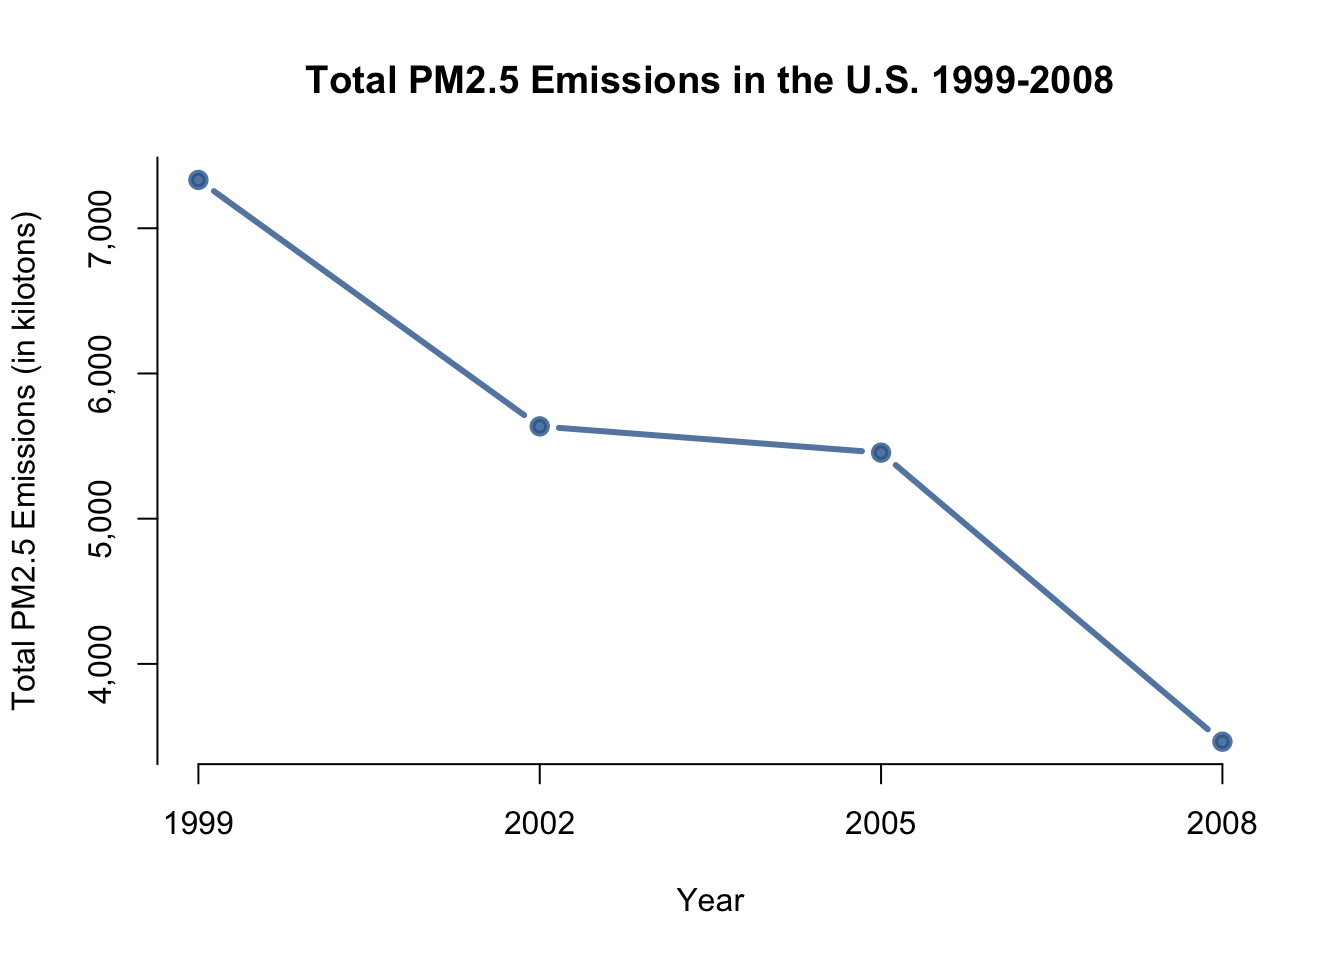 Total PM2.5 Emissions in the U.S. 1999-2008
Total PM2.5 Emissions (in kilotons)
7,000
6,000
5,000
4,000
1999 2002 2005 2008
Year